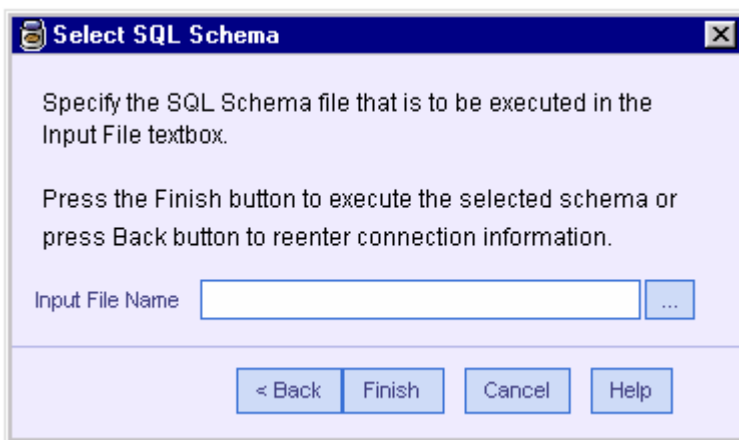 Select SQL Schema
Specify the SQL Schema file that is to be executed in the
Input File textbox.
Press the Finish button to execute the selected schema or
press Back button to reenter connection information.
Input File Name
...
< Back
Finish
Cancel
Help